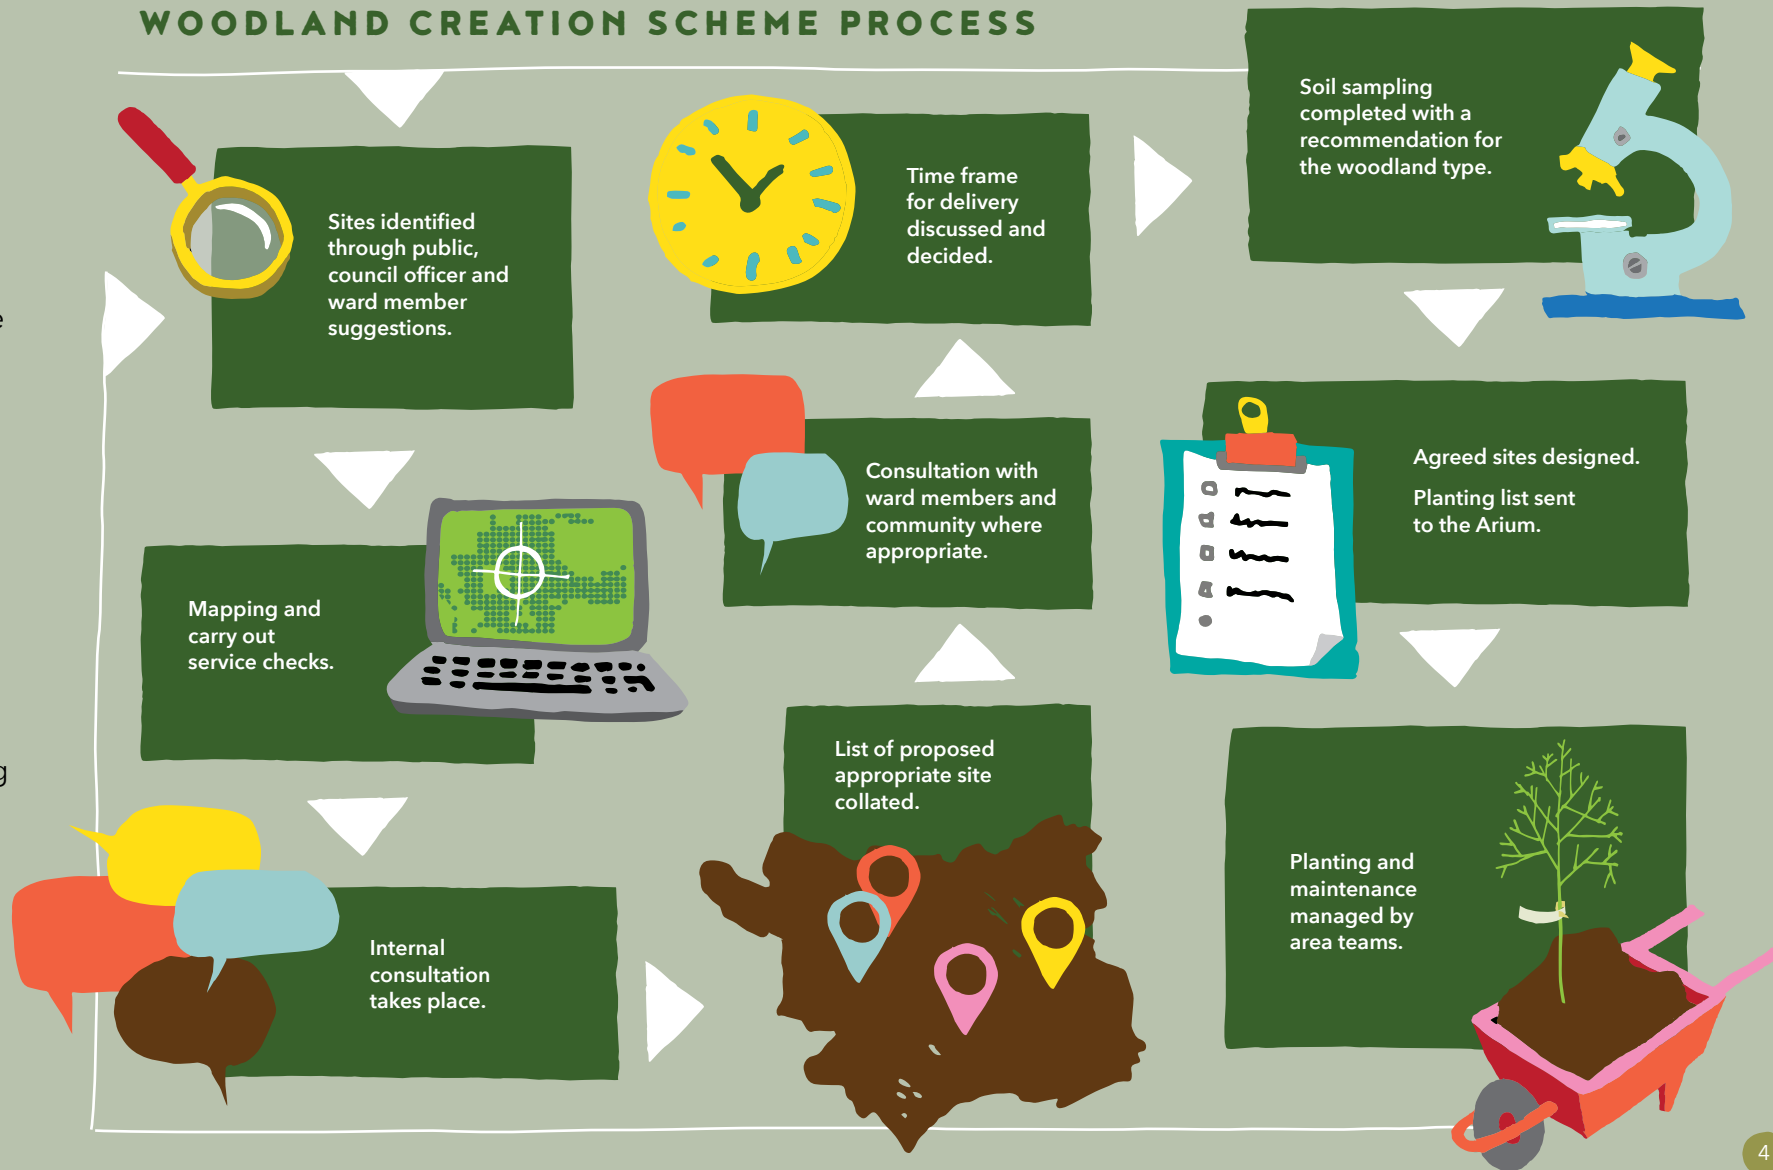 WOODLAND CREATION SCHEME PROCESS
Sites identified
through public,
council officer and
ward member
suggestions.
Mapping and
carry out
service checks.
Internal
consultation
takes place.
List of proposed
appropriate site
collated.
Consultation with
ward members and
community where
appropriate.
Time frame
for delivery
discussed and
decided.
Soil sampling
completed with a
recommendation for
the woodland type.
Agreed sites designed.
Planting list sent
to the Arium.
Planting and
maintenance
managed by
area teams.
e
g
4